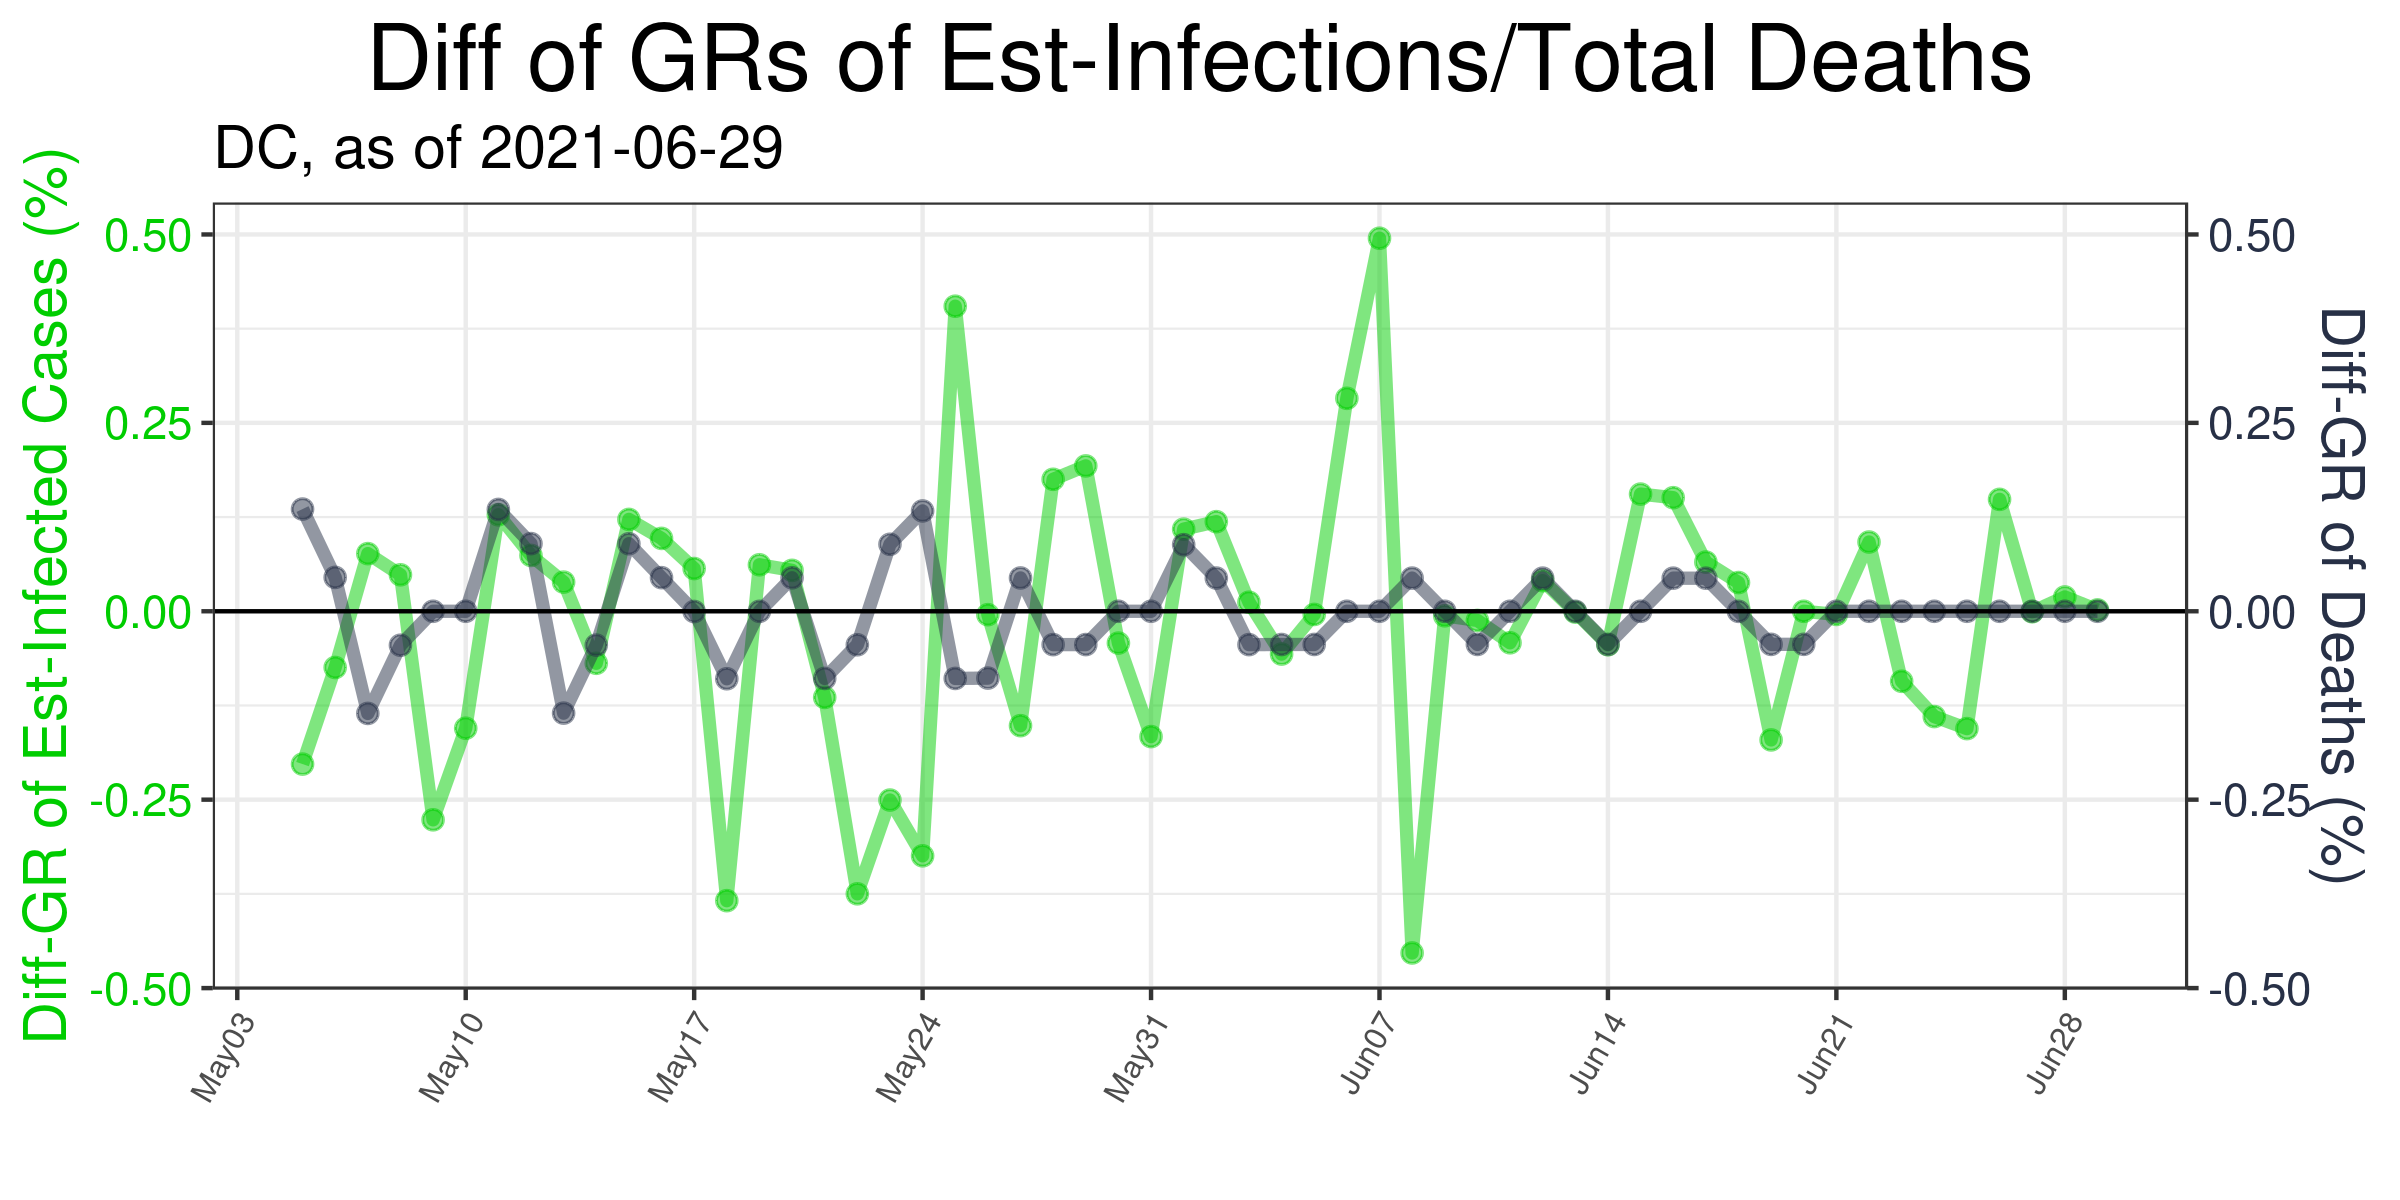 Diff of GRs of Est-Infections/Total Deaths
DC, as of 2021-06-29
Diff-GR of Est-Infected Cases (%)
0.50
0.25
0.00
-0.25
-0.50
0.50
0.25
0.00
-0.25
-0.50
Diff-GR of Deaths (%)
May03
May10
May17
May24
May31
Jun07
Jun14
Jun21
Jun28